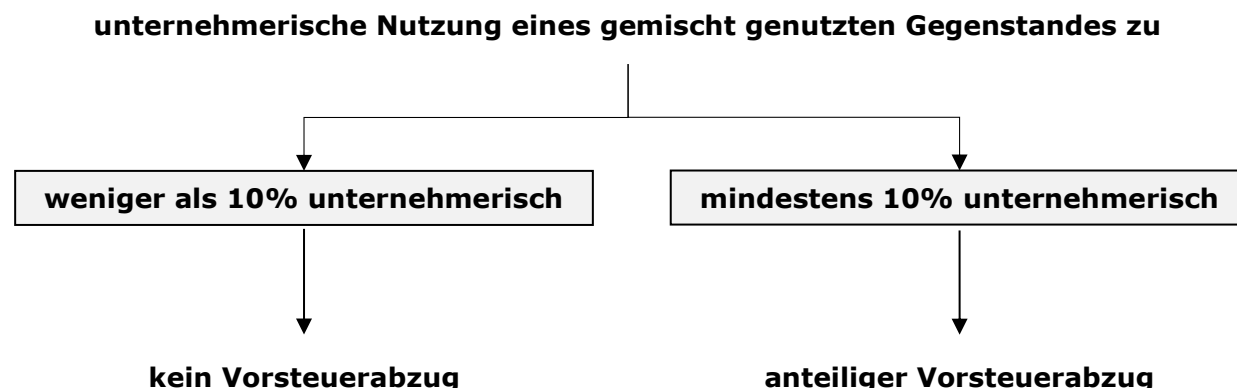 unternehmerische Nutzung eines gemischt genutzten Gegenstandes zu
weniger als 10% unternehmerisch
mindestens 10% unternehmerisch
kein Vorsteuerabzug
anteiliger Vorsteuerabzug